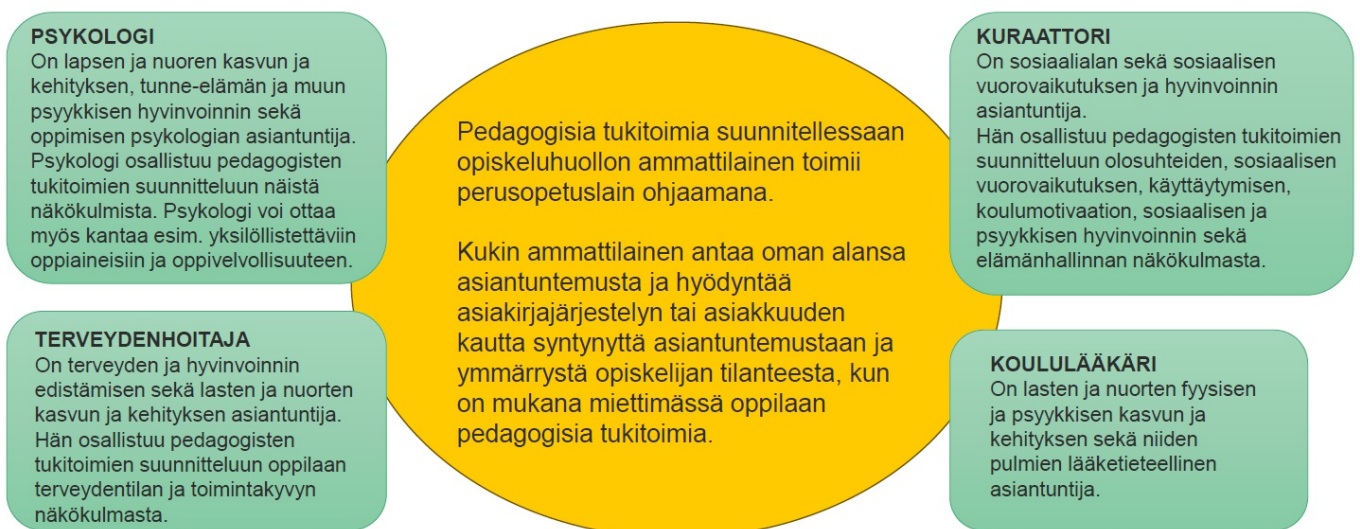 PSYKOLOGI
On lapsen ja nuoren kasvun ja
kehityksen, tunne-elämän ja muun
psyykkisen hyvinvoinnin sekä
oppimisen psykologian asiantuntija.
Psykologi osallistuu pedagogisten
tukitoimien suunnitteluun näistä
näkökulmista. Psykologi voi ottaa
myös kantaa esim. yksilöllistettäviin
oppiaineisiin ja oppivelvollisuuteen.
TERVEYDENHOITAJA
On terveyden ja hyvinvoinnin
edistämisen sekä lasten ja nuorten
kasvun ja kehityksen asiantuntija.
Hän osallistuu pedagogisten
tukitoimien suunnitteluun oppilaan
terveydentilan ja toimintakyvyn
näkökulmasta.
Pedagogisia tukitoimia suunnitellessaan
opiskeluhuollon ammattilainen toimii
perusopetuslain ohjaamana.
Kukin ammattilainen antaa oman alansa
asiantuntemusta ja hyödyntää
asiakirjajärjestelyn tai asiakkuuden
kautta syntynyttä asiantuntemustaan ja
ymmärrystä opiskelijan tilanteesta, kun
on mukana miettimässä oppilaan
pedagogisia tukitoimia.
KURAATTORI
On sosiaalialan sekä sosiaalisen
vuorovaikutuksen ja hyvinvoinnin
asiantuntija.
Hän osallistuu pedagogisten tukitoimien
suunnitteluun olosuhteiden, sosiaalisen
vuorovaikutuksen, käyttäytymisen,
koulumotivaation, sosiaalisen ja
psyykkisen hyvinvoinnin sekä
elämänhallinnan näkökulmasta.
KOULULÄÄKÄRI
On lasten ja nuorten fyysisen
ja psyykkisen kasvun ja
kehityksen sekä niiden
pulmien lääketieteellinen
asiantuntija.